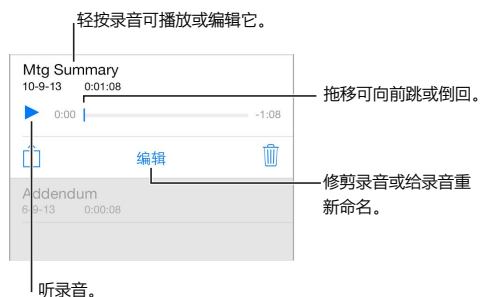 轻按录音可播放或编辑它。
Mtg Summary
10-9-13 0:01:08
拖移可向前跳或倒回。
0:00 -1:08
编辑
修剪录音或给录音重
新命名。
Addendum
6-9-13 0:00:08
听录音。